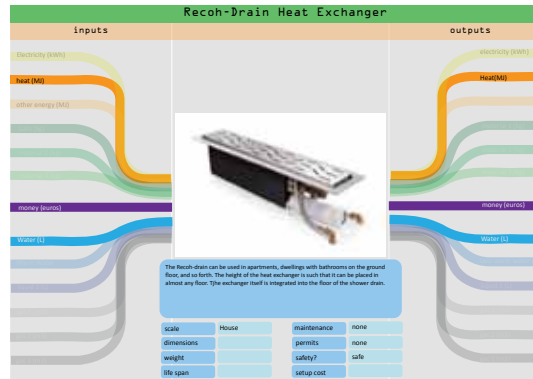 Recoh-Drain Heat Exchanger
inputs
outputs
Electricity (kWh)
electricity (kWh)
heat (MJ)
Heat(MJ)
other energy (MJ)
money (euros)
money (euros)
Water (L)
Water (L)
The Recoh-drain can be used in apartments, dwellings with bathrooms on the ground
floor, and so forth. The height of the heat exchanger is such that it can be placed in
almost any floor. Tjhe exchanger itself is integrated into the floor of the shower drain.
scale House maintenance none
dimensions permits none
weight safety? safe
life span setup cost